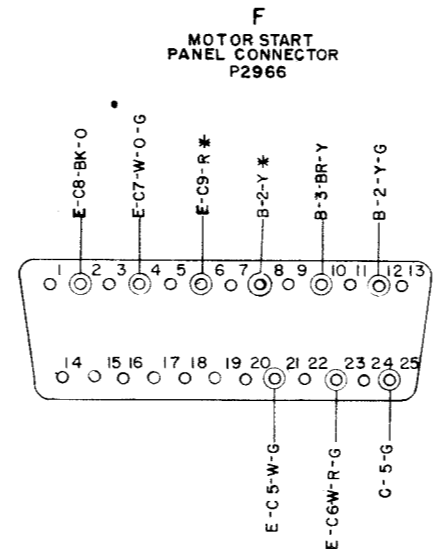 F
MOTOR START
PANEL CONNECTOR
P2966
E-C8-BK-O
E-C7-W-O-G
E-C9-R*
B-2-Y*
B-3-BR-Y
B-2-Y-G
1 2 3 4 5 6 7 8 9 10 11 12 13
14 15 16 17 18 19 20 21 22 23 24 25
E-C5-W-G
E-C6-W-R-G
C-5-G